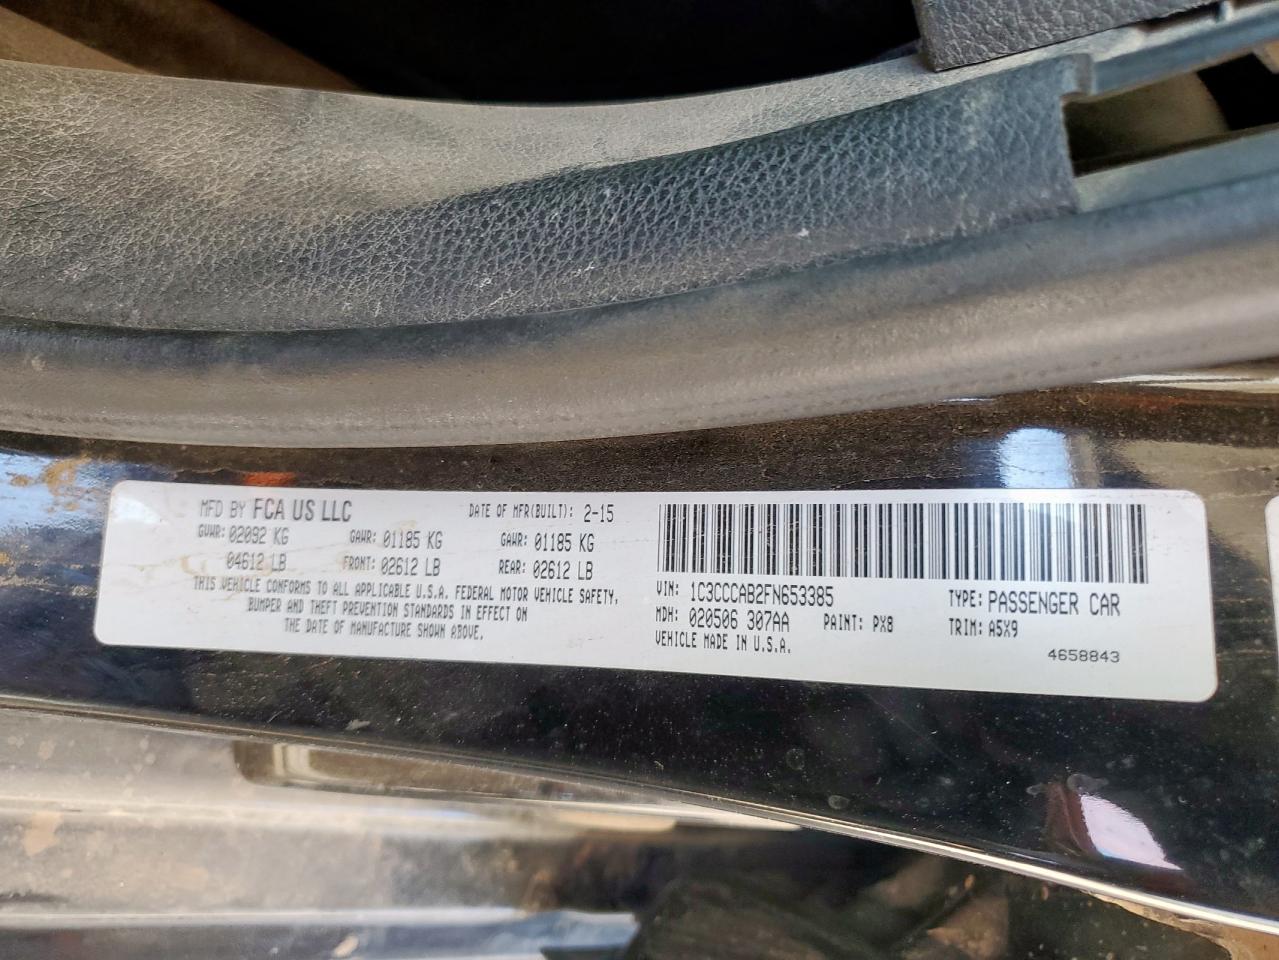 MFD BY FCA US LLC DATE OF MFR(BUILT): 2-15
GVWR: 02092 KG GAWR: 01185 KG GAWR: 01185 KG
04612 LB FRONT: 02612 LB REAR: 02612 LB
THIS VEHICLE CONFORMS TO ALL APPLICABLE U.S.A. FEDERAL MOTOR VEHICLE SAFETY,
BUMPER AND THEFT PREVENTION STANDARDS IN EFFECT ON
THE DATE OF MANUFACTURE SHOWN ABOVE.
VIN: 1C3CCCAB2FN653385 TYPE: PASSENGER CAR
MDH: 020506 307AA PAINT: PX8 TRIM: A5X9
VEHICLE MADE IN U.S.A.
4658843